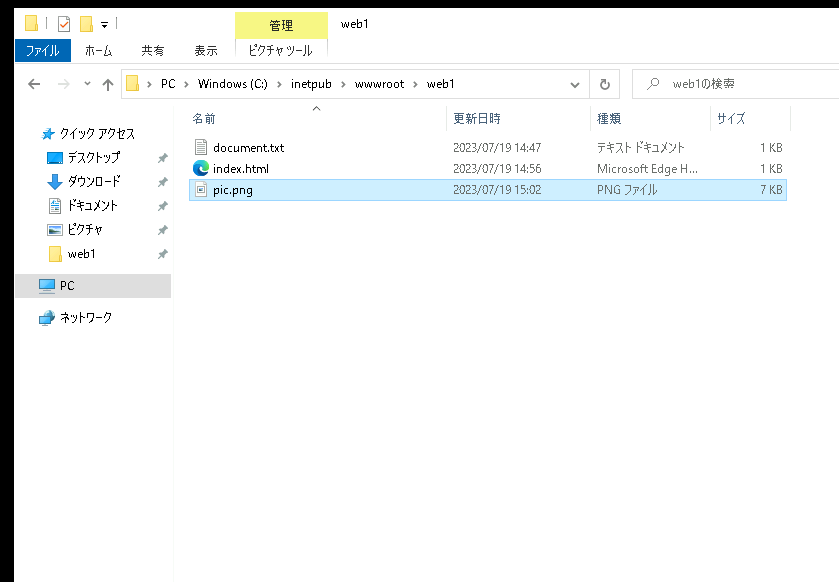 管理
web1
ファイル
ホーム
共有
表示
ピクチャ ツール
PC
Windows (C:)
inetpub
wwwroot
web1
web1の検索
名前
更新日時
種類
サイズ
クイック アクセス
デスクトップ
ダウンロード
ドキュメント
ピクチャ
web1
PC
ネットワーク
document.txt
2023/07/19 14:47
テキスト ドキュメント
1 KB
index.html
2023/07/19 14:56
Microsoft Edge H...
1 KB
pic.png
2023/07/19 15:02
PNG ファイル
7 KB